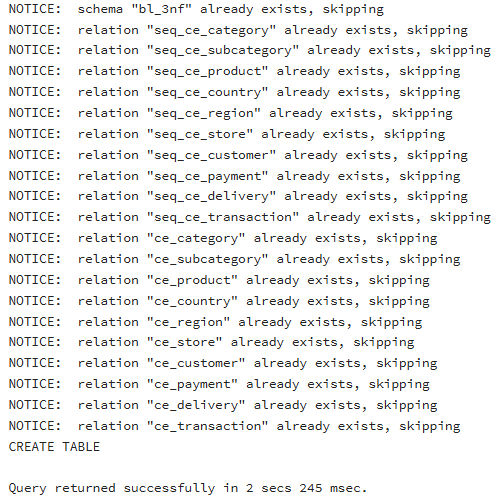 NOTICE:  schema "bl_3nf" already exists, skipping
NOTICE:  relation "seq_ce_category" already exists, skipping
NOTICE:  relation "seq_ce_subcategory" already exists, skipping
NOTICE:  relation "seq_ce_product" already exists, skipping
NOTICE:  relation "seq_ce_country" already exists, skipping
NOTICE:  relation "seq_ce_region" already exists, skipping
NOTICE:  relation "seq_ce_store" already exists, skipping
NOTICE:  relation "seq_ce_customer" already exists, skipping
NOTICE:  relation "seq_ce_payment" already exists, skipping
NOTICE:  relation "seq_ce_delivery" already exists, skipping
NOTICE:  relation "seq_ce_transaction" already exists, skipping
NOTICE:  relation "ce_category" already exists, skipping
NOTICE:  relation "ce_subcategory" already exists, skipping
NOTICE:  relation "ce_product" already exists, skipping
NOTICE:  relation "ce_country" already exists, skipping
NOTICE:  relation "ce_region" already exists, skipping
NOTICE:  relation "ce_store" already exists, skipping
NOTICE:  relation "ce_customer" already exists, skipping
NOTICE:  relation "ce_payment" already exists, skipping
NOTICE:  relation "ce_delivery" already exists, skipping
NOTICE:  relation "ce_transaction" already exists, skipping
CREATE TABLE
Query returned successfully in 2 secs 245 msec.